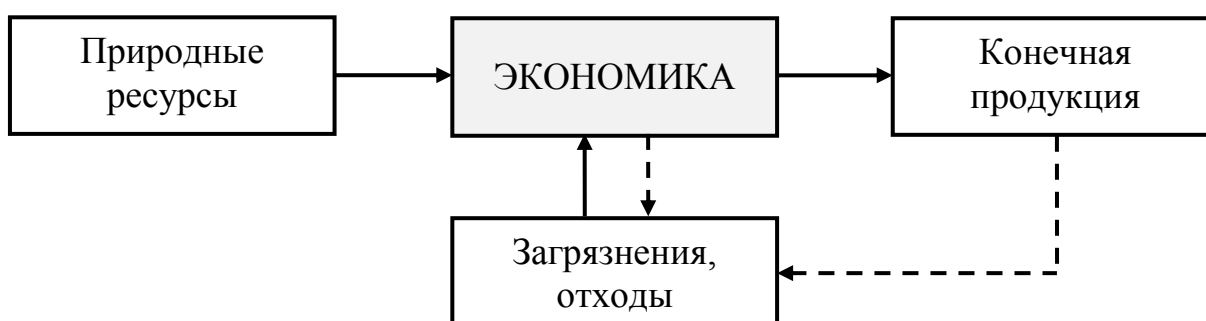 Природные
ресурсы
ЭКОНОМИКА
Конечная
продукция
Загрязнения,
отходы